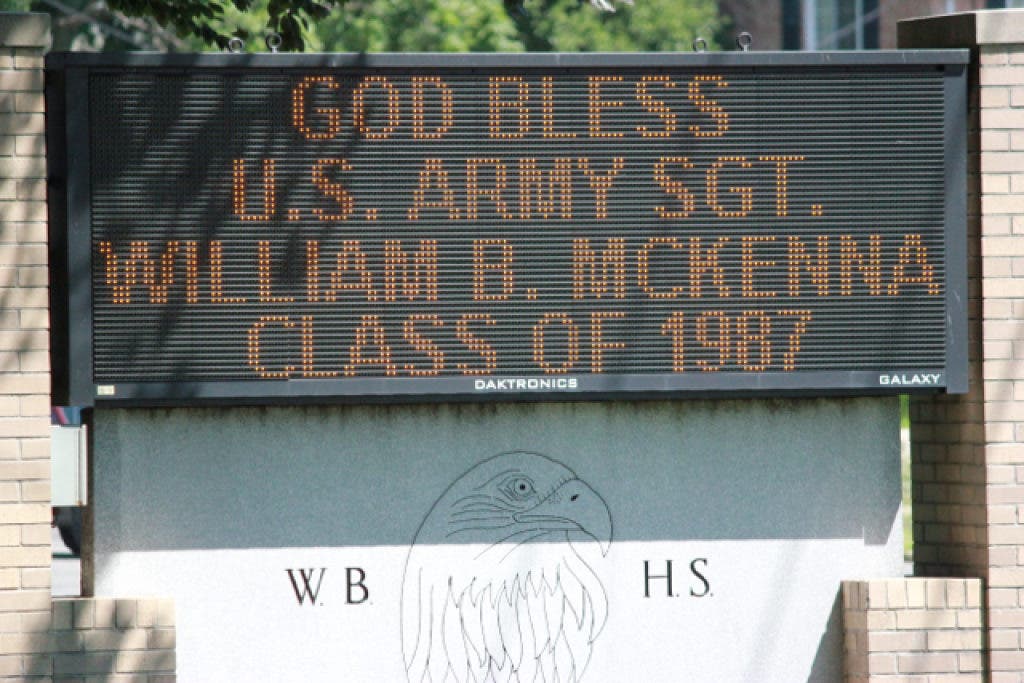 GOD BLESS
U.S. ARMY SGT.
WILLIAM B. MCKENNA
CLASS OF 1987
DAKTRONICS GALAXY
W. B. H. S.